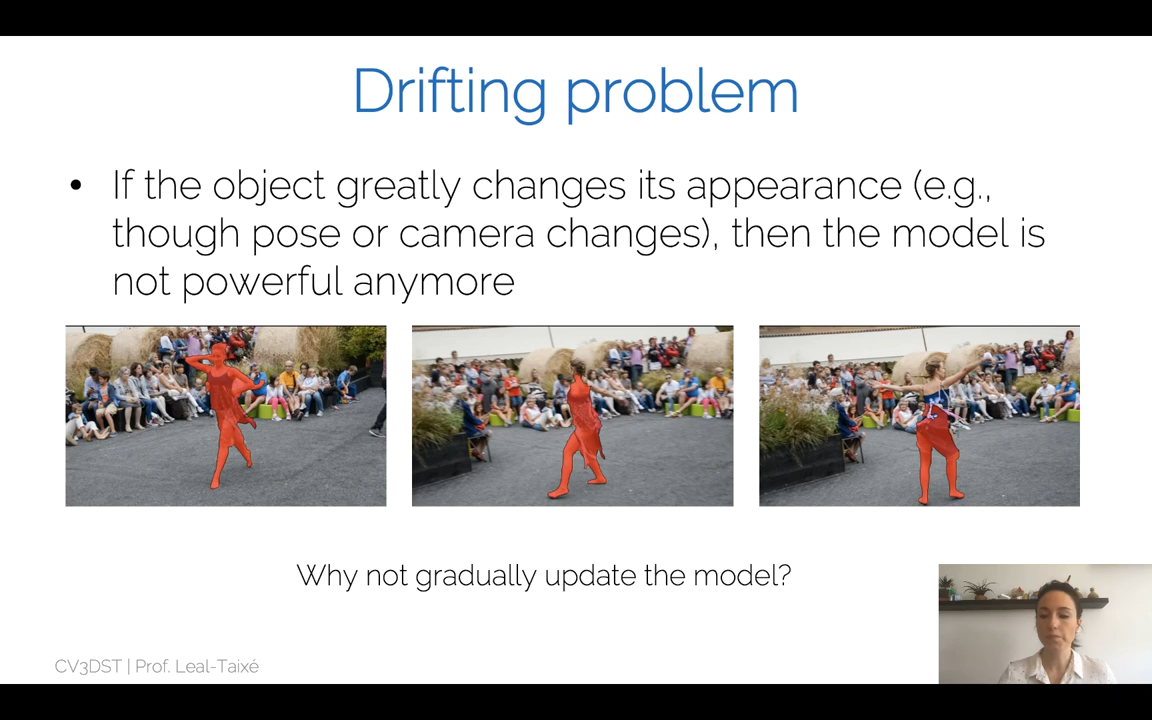 Drifting problem
• If the object greatly changes its appearance (e.g.,
though pose or camera changes), then the model is
not powerful anymore
Why not gradually update the model?
CV3DST | Prof. Leal-Taixé